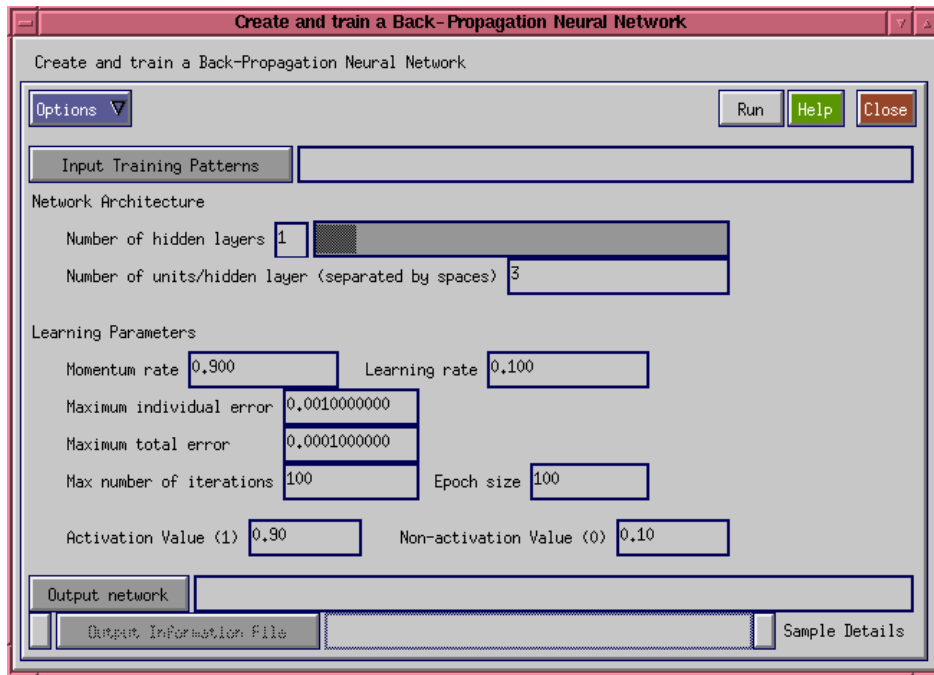 Create and train a Back-Propagation Neural Network
Create and train a Back-Propagation Neural Network
Options Run Help Close
Input Training Patterns
Network Architecture
Number of hidden layers 1
Number of units/hidden layer (separated by spaces) 3
Learning Parameters
Momentum rate 0.900 Learning rate 0.100
Maximum individual error 0.0010000000
Maximum total error 0.0001000000
Max number of iterations 100 Epoch size 100
Activation Value (1) 0.90 Non-activation Value (0) 0.10
Output network
Output Information File Sample Details